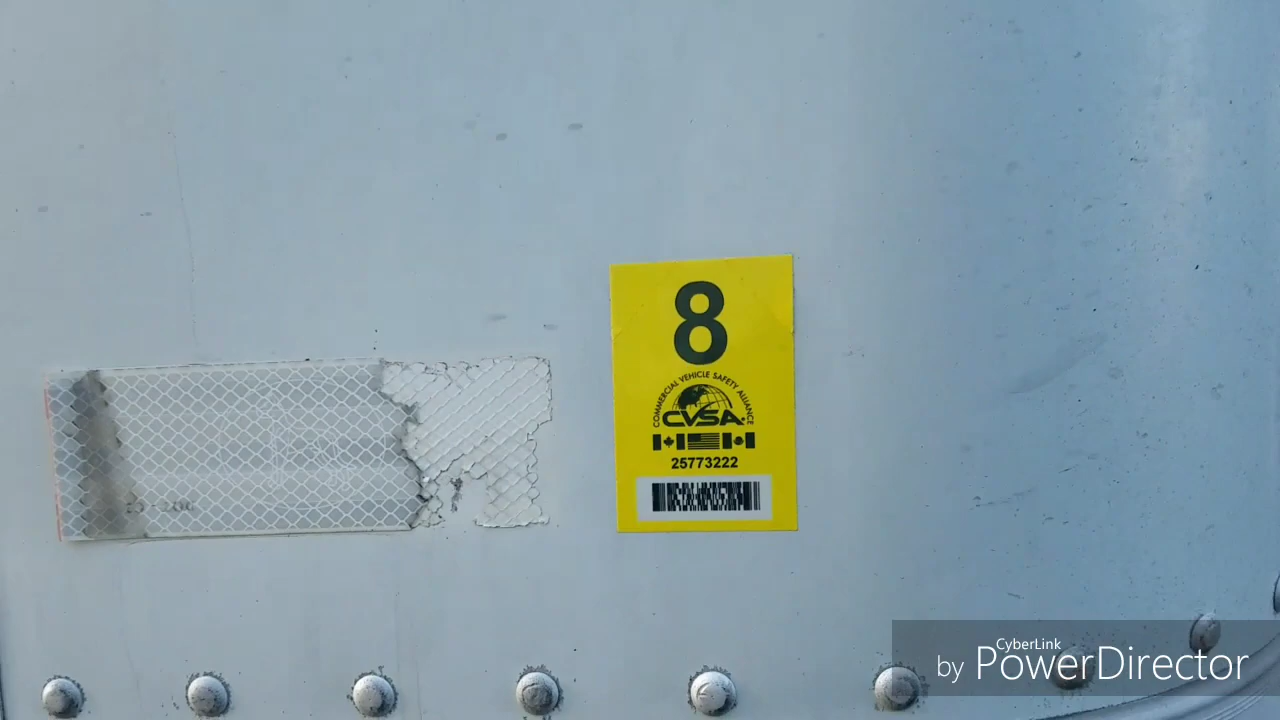 8
COMMERCIAL VEHICLE SAFETY ALLIANCE
CVSA
25773222
CyberLink
by PowerDirector